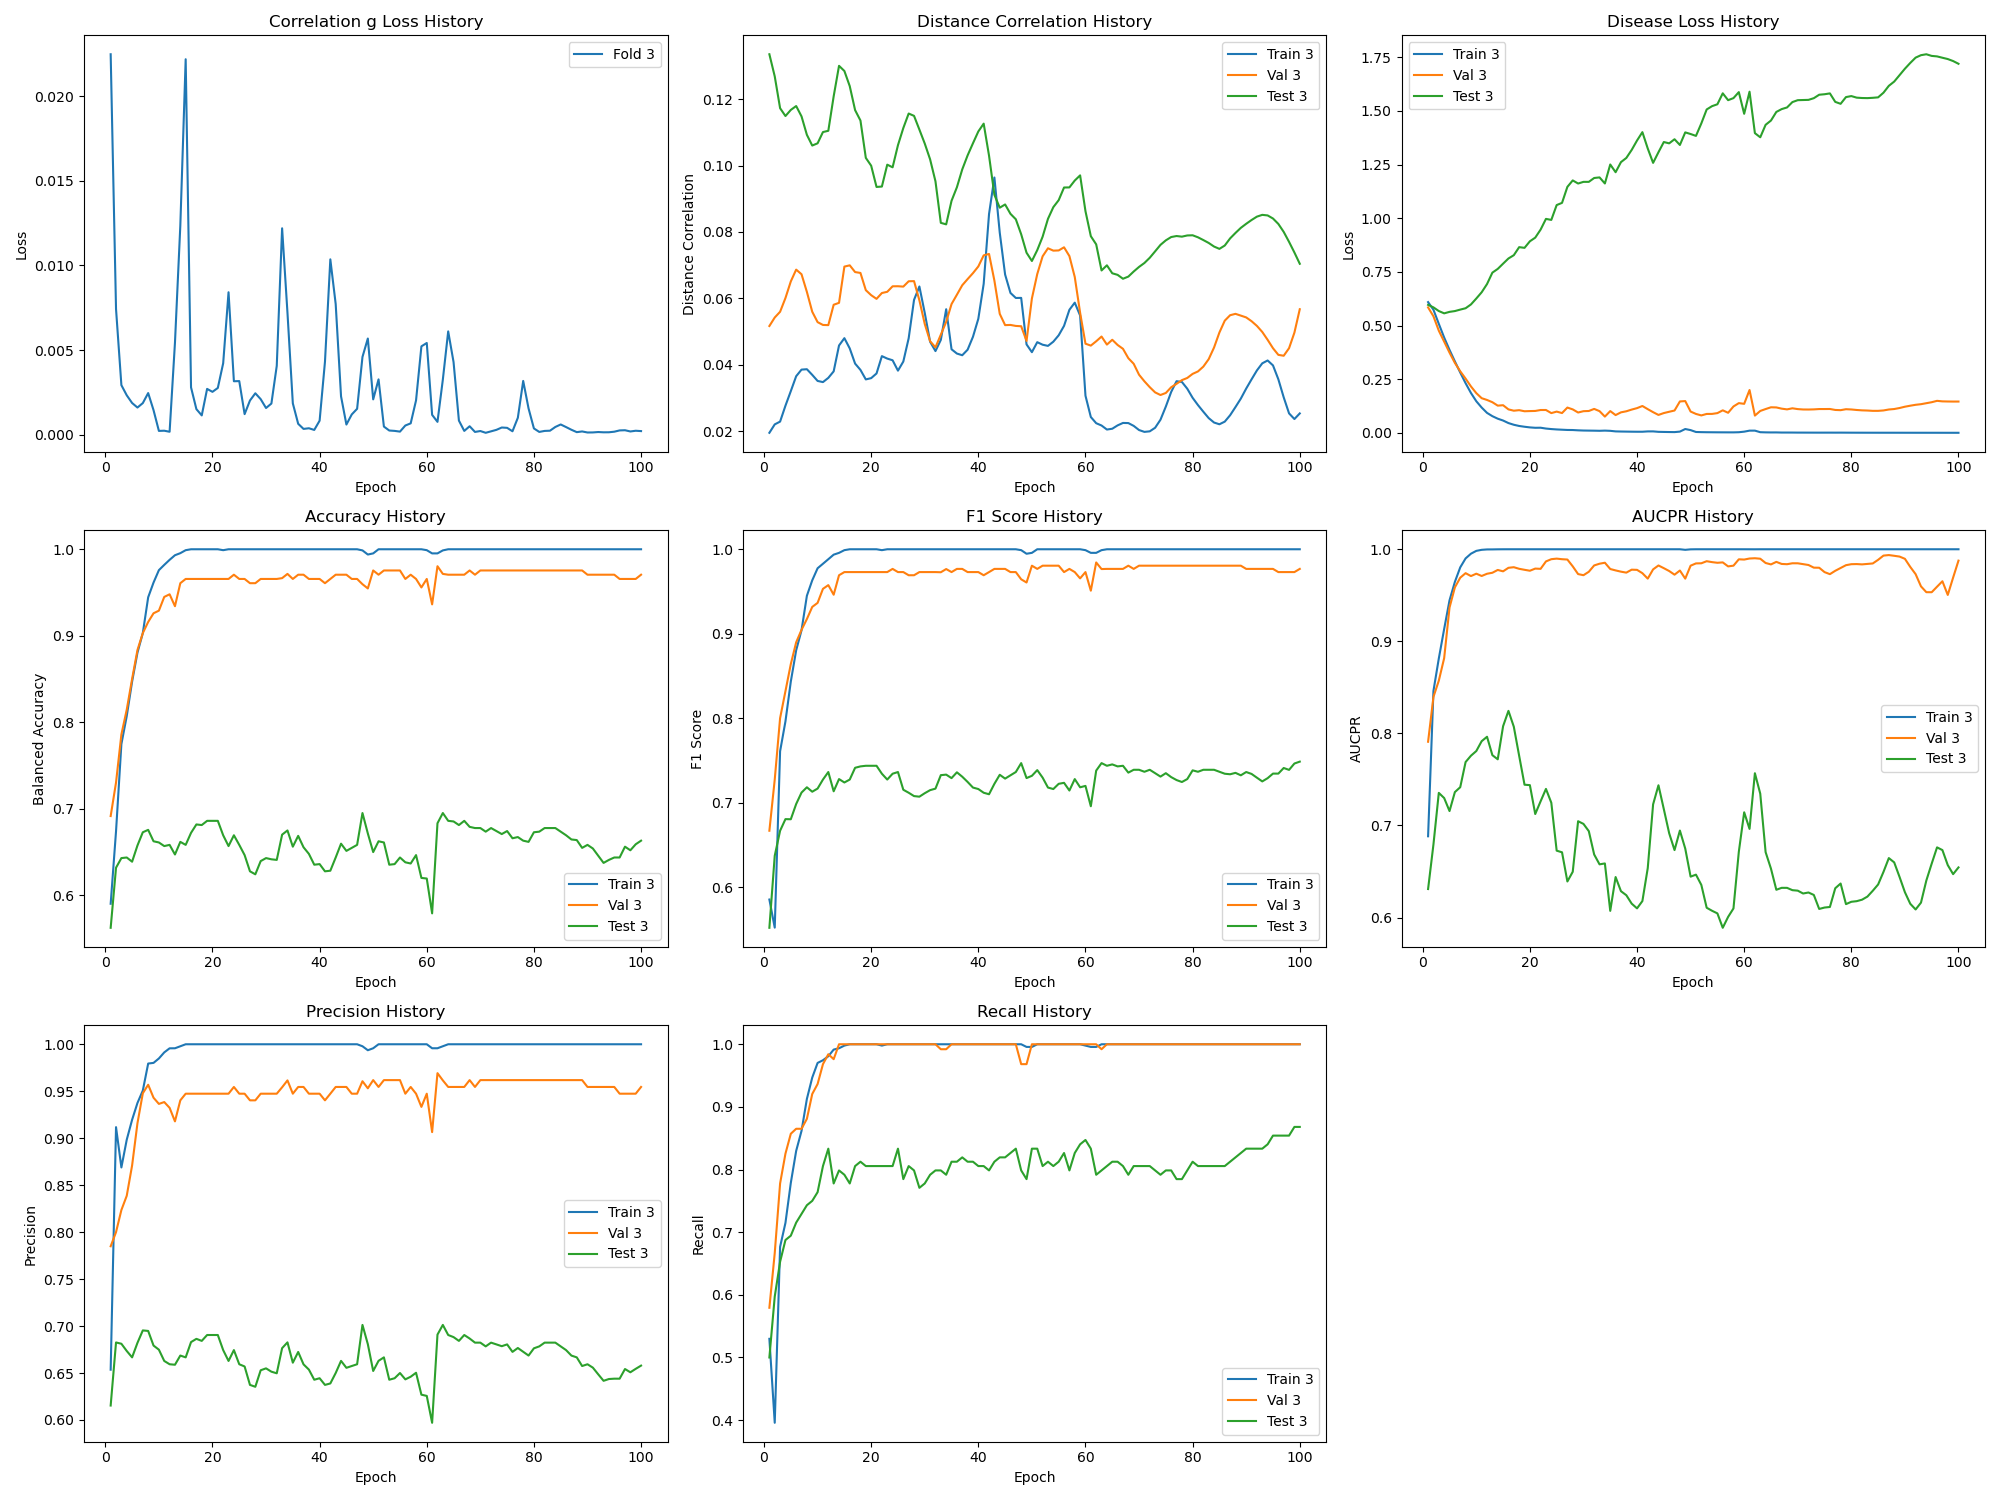 Correlation g Loss History
Loss
0.020
0.015
0.010
0.005
0.000
0 20 40 60 80 100
Epoch
Fold 3
Distance Correlation History
Distance Correlation
0.12
0.10
0.08
0.06
0.04
0.02
0 20 40 60 80 100
Epoch
Train 3
Val 3
Test 3
Disease Loss History
Loss
1.75
1.50
1.25
1.00
0.75
0.50
0.25
0.00
0 20 40 60 80 100
Epoch
Train 3
Val 3
Test 3
Accuracy History
Balanced Accuracy
1.0
0.9
0.8
0.7
0.6
0 20 40 60 80 100
Epoch
Train 3
Val 3
Test 3
F1 Score History
F1 Score
1.0
0.9
0.8
0.7
0.6
0 20 40 60 80 100
Epoch
Train 3
Val 3
Test 3
AUCPR History
AUCPR
1.0
0.9
0.8
0.7
0.6
0 20 40 60 80 100
Epoch
Train 3
Val 3
Test 3
Precision History
Precision
1.00
0.95
0.90
0.85
0.80
0.75
0.70
0.65
0.60
0 20 40 60 80 100
Epoch
Train 3
Val 3
Test 3
Recall History
Recall
1.0
0.9
0.8
0.7
0.6
0.5
0.4
0 20 40 60 80 100
Epoch
Train 3
Val 3
Test 3